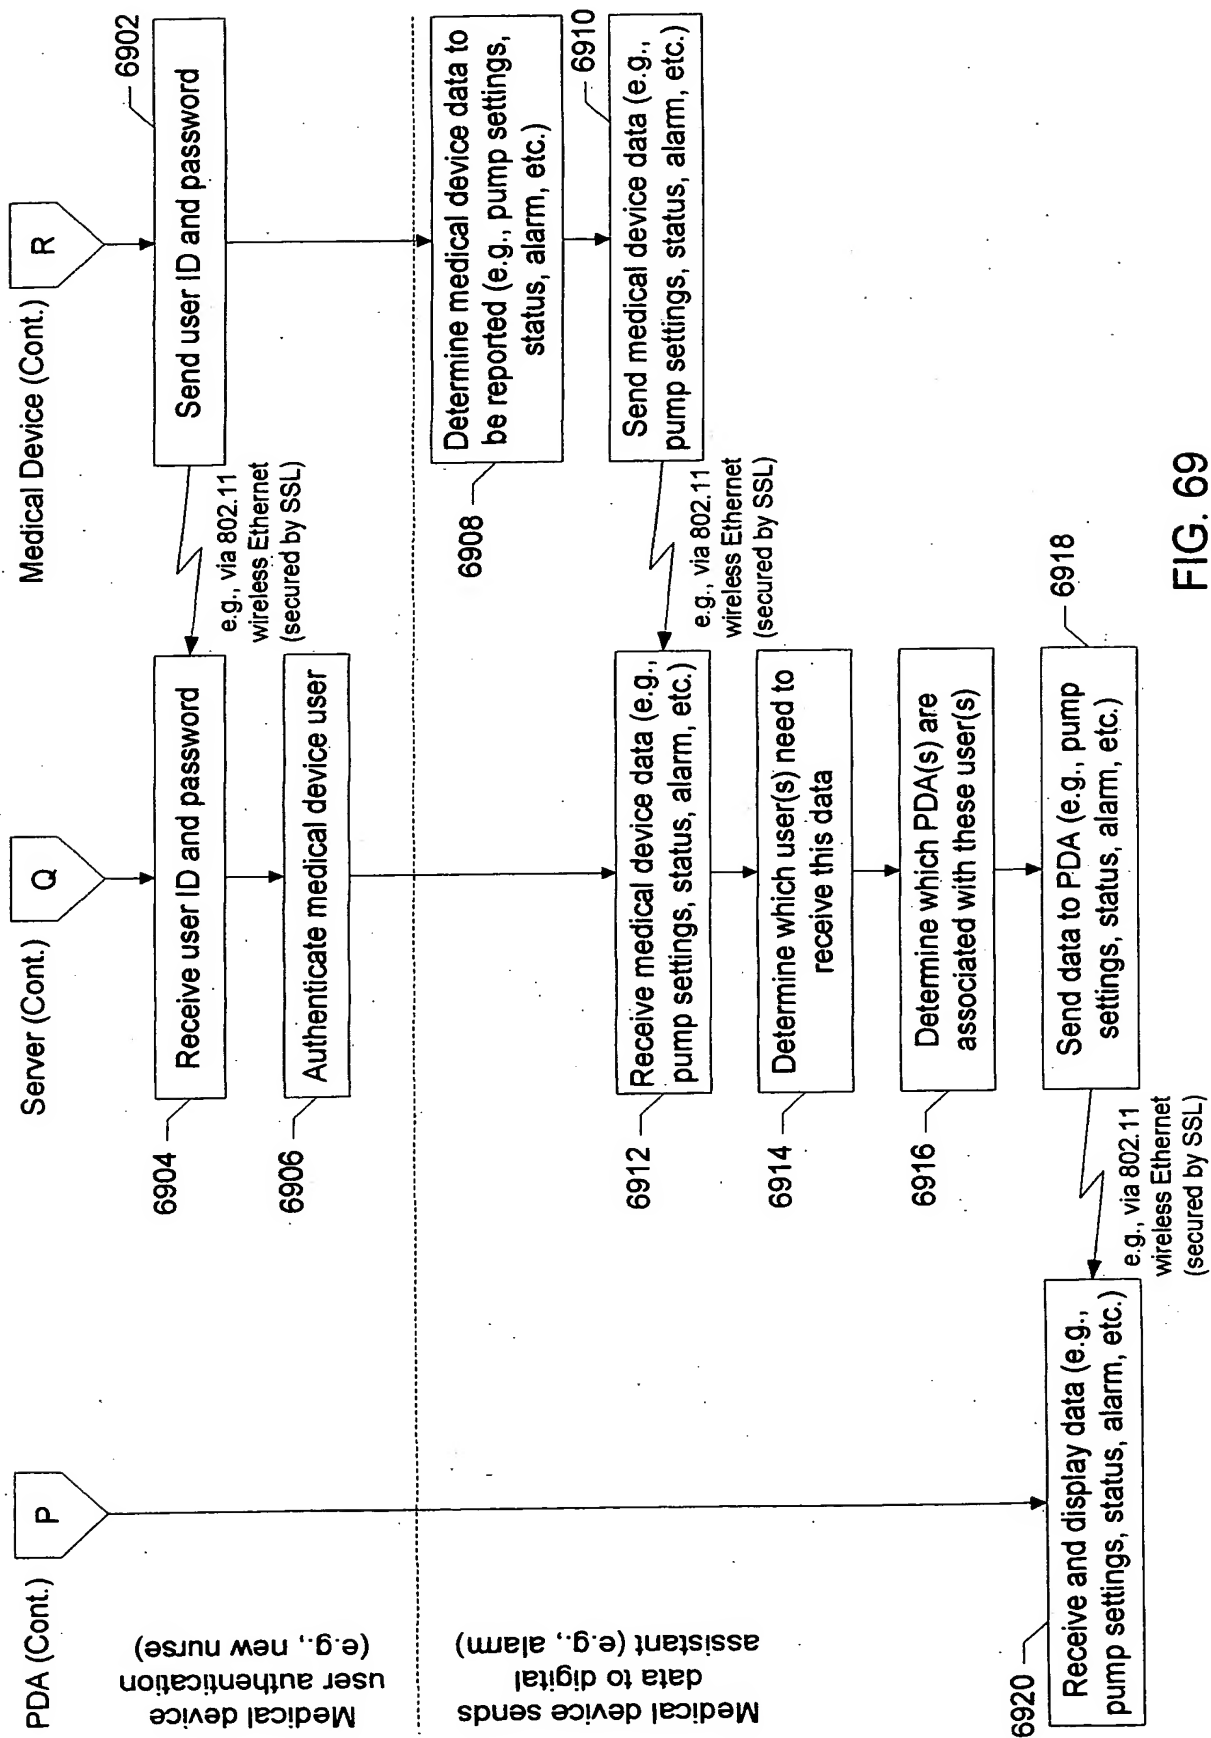 PDA (Cont.)
P
Server (Cont.)
Q
Medical Device (Cont.)
R
Medical device
user authentication
(e.g., new nurse)
6902
Send user ID and password
e.g., via 802.11
wireless Ethernet
(secured by SSL)
6904
Receive user ID and password
6906
Authenticate medical device user
Medical device sends
data to digital
assistant (e.g., alarm)
6908
Determine medical device data to
be reported (e.g., pump settings,
status, alarm, etc.)
6910
Send medical device data (e.g.,
pump settings, status, alarm, etc.)
e.g., via 802.11
wireless Ethernet
(secured by SSL)
6912
Receive medical device data (e.g.,
pump settings, status, alarm, etc.)
6914
Determine which user(s) need to
receive this data
6916
Determine which PDA(s) are
associated with these user(s)
6918
Send data to PDA (e.g., pump
settings, status, alarm, etc.)
e.g., via 802.11
wireless Ethernet
(secured by SSL)
6920
Receive and display data (e.g.,
pump settings, status, alarm, etc.)
FIG. 69